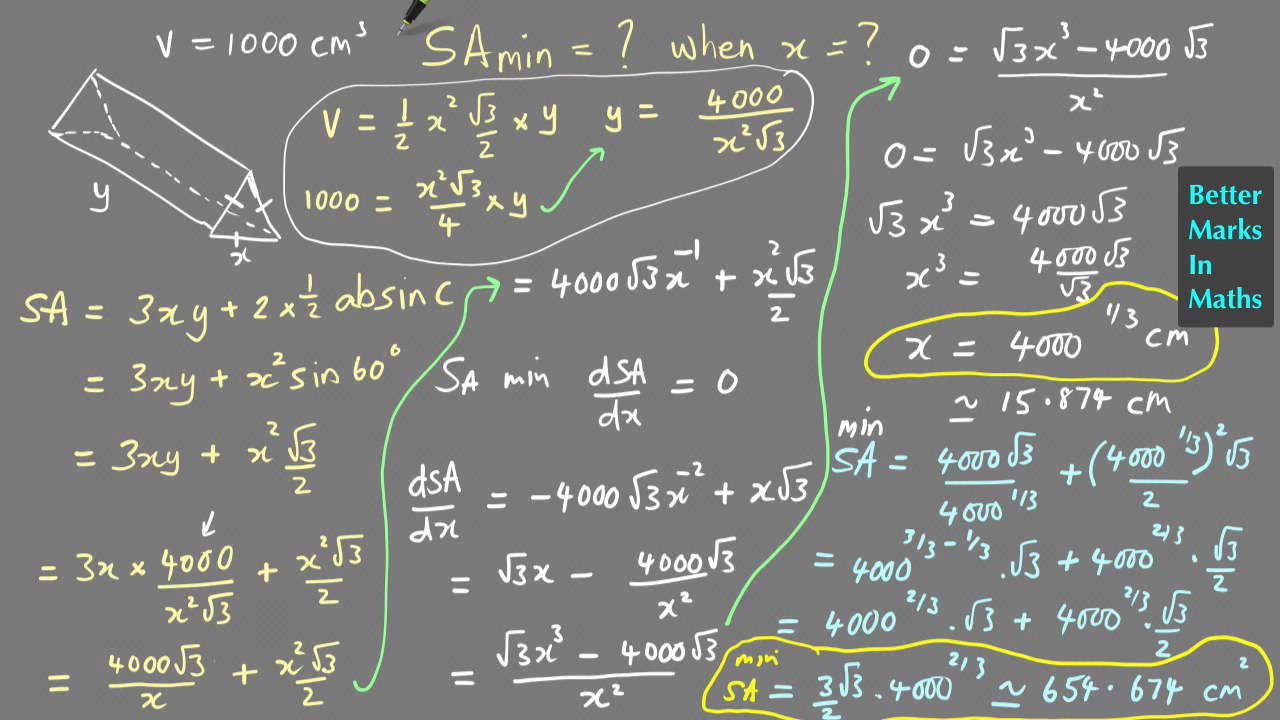 V = 1000 cm³
SA min = ? when x = ?
V = 1/2 x² √3/2 × y
y = 4000/(x²√3)
1000 = x²√3/4 × y
y
x
SA = 3xy + 2 × 1/2 absinc
= 3xy + x² sin 60°
= 3xy + x² √3/2
= 3x × 4000/(x²√3) + x²√3/2
= 4000√3/x + x²√3/2
= 4000√3x⁻¹ + x²√3/2
SA min dSA/dx = 0
dSA/dx = -4000√3x⁻² + x√3
= √3x - 4000√3/x²
= (√3x³ - 4000√3)/x²
0 = (√3x³ - 4000√3)/x²
0 = √3x³ - 4000√3
√3 x³ = 4000√3
x³ = 4000√3/√3
x = 4000^(1/3) cm
≃ 15.874 cm
min SA = 4000√3/4000^(1/3) + (4000^(1/3))²√3/2
= 4000^(3/3 - 1/3) . √3 + 4000^(2/3) . √3/2
= 4000^(2/3) . √3 + 4000^(2/3) . √3/2
min SA = 3/2 √3 . 4000^(2/3) ≃ 654.674 cm²
Better
Marks
In
Maths